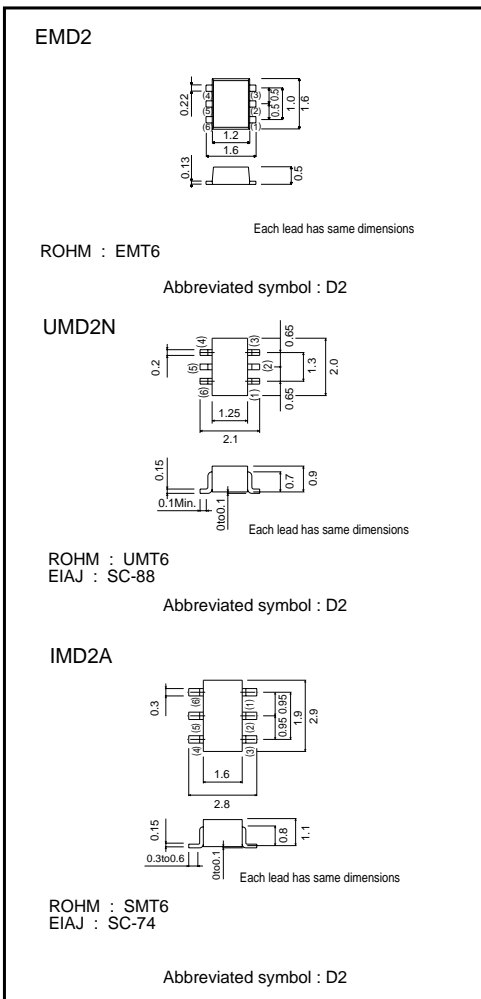 EMD2
0.22
(4)
(3)
0.5 0.5
1.0
1.6
(5)
(2)
(6)
(1)
1.2
1.6
0.13
0.5
Each lead has same dimensions
ROHM : EMT6
Abbreviated symbol : D2
UMD2N
(4)
(3)
0.65
0.2
(5)
(2)
1.3
2.0
(6)
(1)
0.65
1.25
2.1
0.15
0.1Min.
0to0.1
0.7
0.9
Each lead has same dimensions
ROHM : UMT6
EIAJ : SC-88
Abbreviated symbol : D2
IMD2A
0.3
(6)
(1)
0.95 0.95
1.9
2.9
(5)
(2)
(4)
(3)
1.6
2.8
0.15
0.3to0.6
0to0.1
0.8
1.1
Each lead has same dimensions
ROHM : SMT6
EIAJ : SC-74
Abbreviated symbol : D2